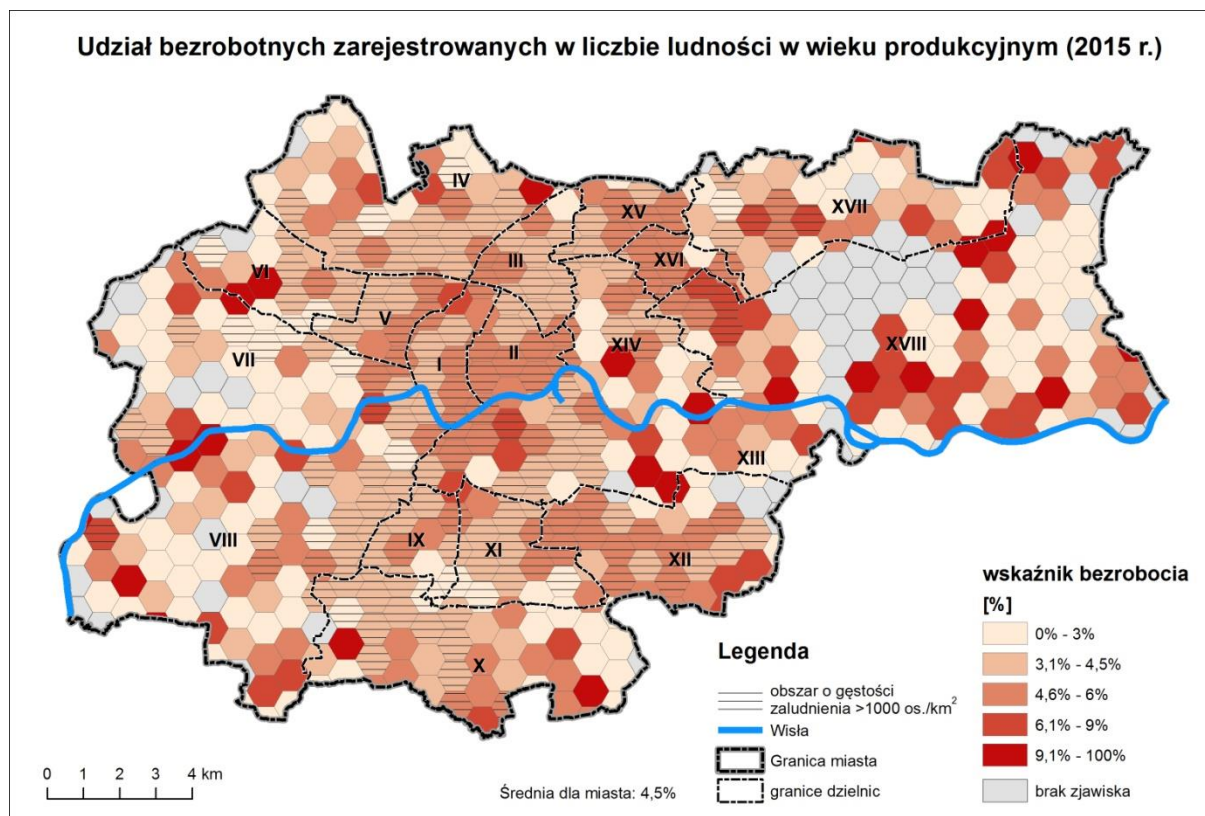 Udział bezrobotnych zarejestrowanych w liczbie ludności w wieku produkcyjnym (2015 r.)
IV
XV
XVII
III
XVI
VI
V
XIV
XVIII
VII
I
II
XIII
VIII
IX
XI
XII
X
wskaźnik bezrobocia
[%]
0% - 3%
3,1% - 4,5%
4,6% - 6%
6,1% - 9%
9,1% - 100%
brak zjawiska
Legenda
obszar o gęstości
zaludnienia >1000 os./km²
Wisła
Granica miasta
granice dzielnic
0 1 2 4 km
Średnia dla miasta: 4,5%